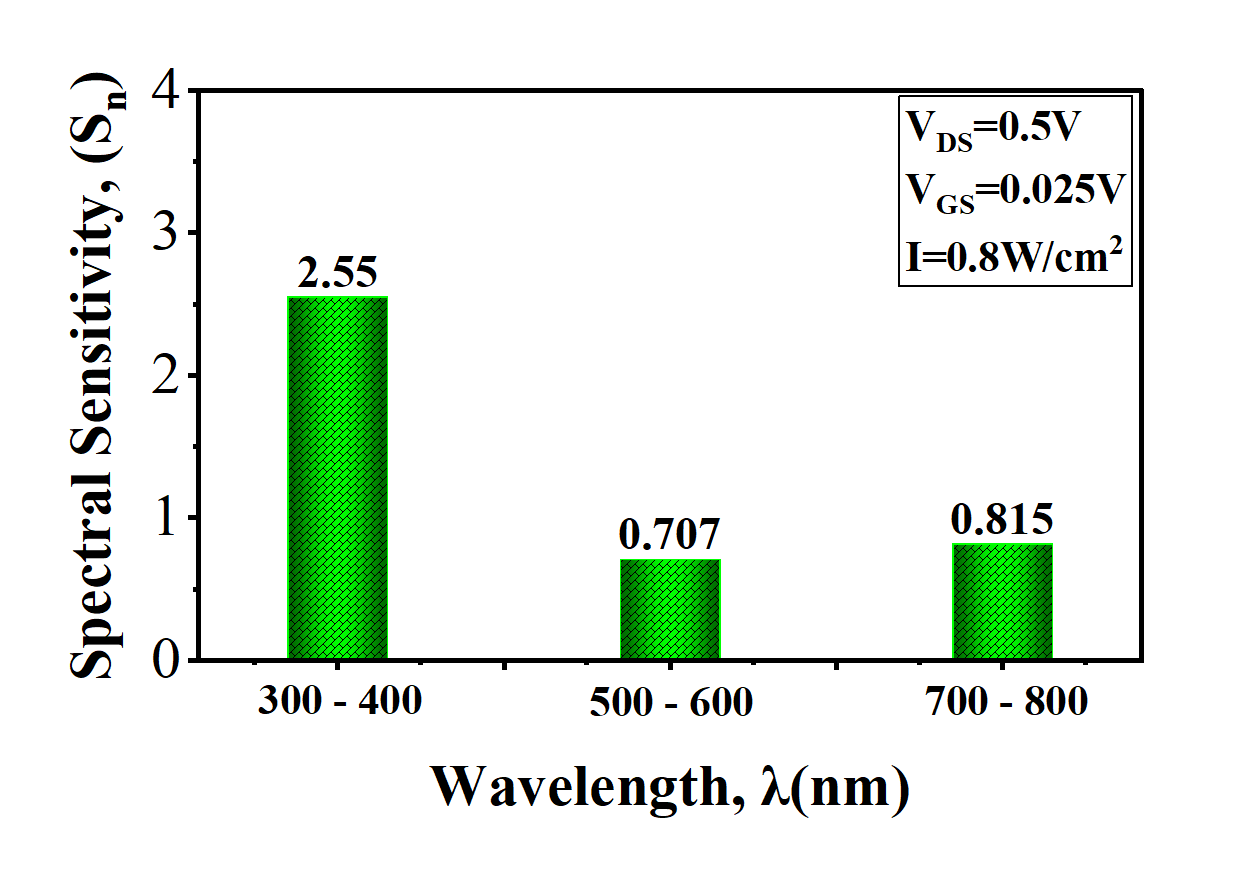 Spectral Sensitivity, (Sn)
4
3
2
1
0
VDS=0.5V
VGS=0.025V
I=0.8W/cm²
2.55
0.707
0.815
300 - 400
500 - 600
700 - 800
Wavelength, λ(nm)